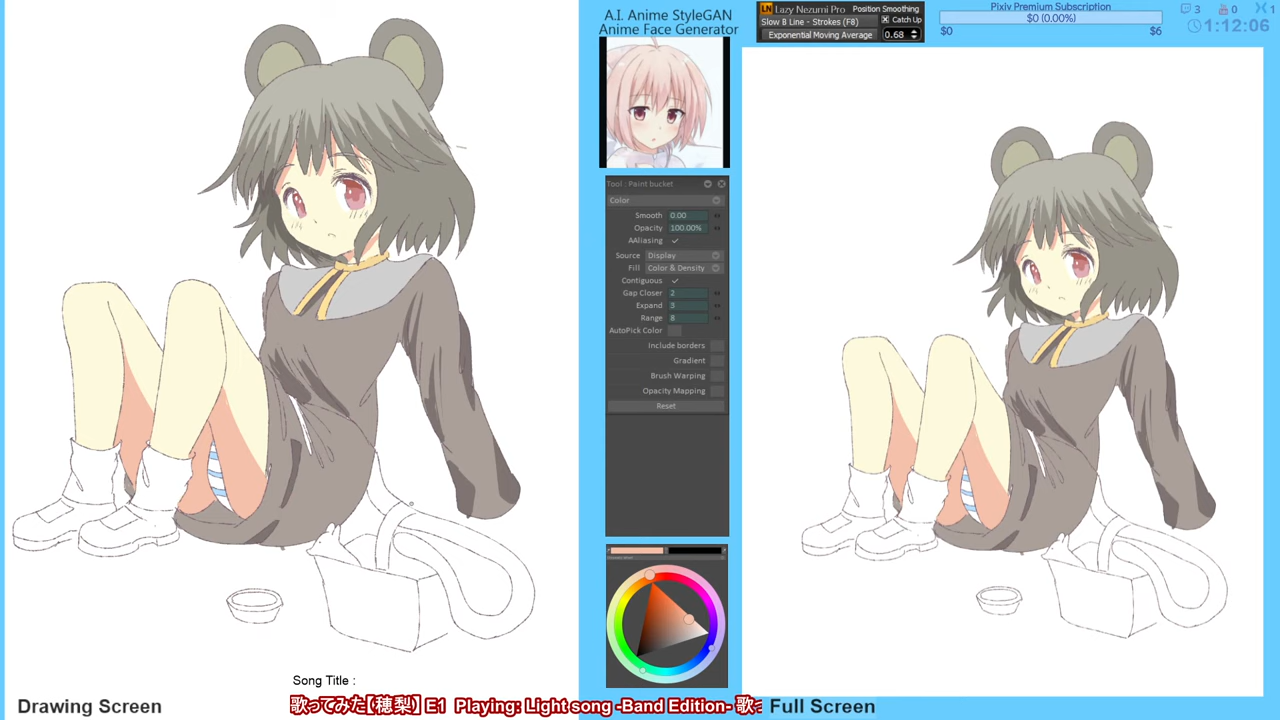 A.I. Anime StyleGAN
Anime Face Generator
Lazy Nezumi Pro
Position Smoothing
Slow B Line - Strokes (F8)
Catch Up
Exponential Moving Average
0.68
Pixiv Premium Subscription
$0 (0.00%)
$0
$6
3
0
1
1:12:06
Tool : Paint bucket
Color
Smooth 0.00
Opacity 100.00%
AAliasing
Source Display
Fill Color & Density
Contiguous
Gap Closer 2
Expand 3
Range 8
AutoPick Color
Include borders
Gradient
Brush Warping
Opacity Mapping
Reset
Song Title :
歌ってみた【穂梨】 E1 Playing: Light song -Band Edition- 歌っ
Drawing Screen
Full Screen